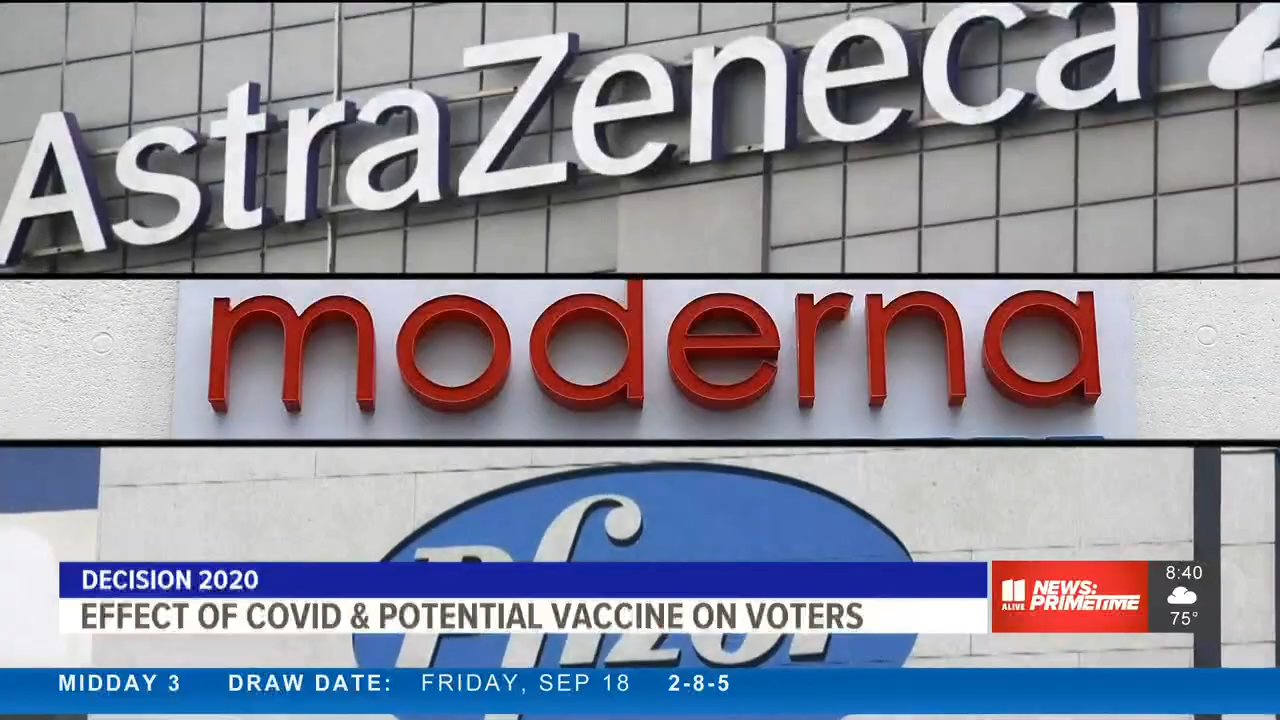 AstraZeneca
moderna
Pfizer
DECISION 2020
EFFECT OF COVID & POTENTIAL VACCINE ON VOTERS
11 ALIVE NEWS: PRIMETIME
8:40
75°
MIDDAY 3 DRAW DATE: FRIDAY, SEP 18 2-8-5